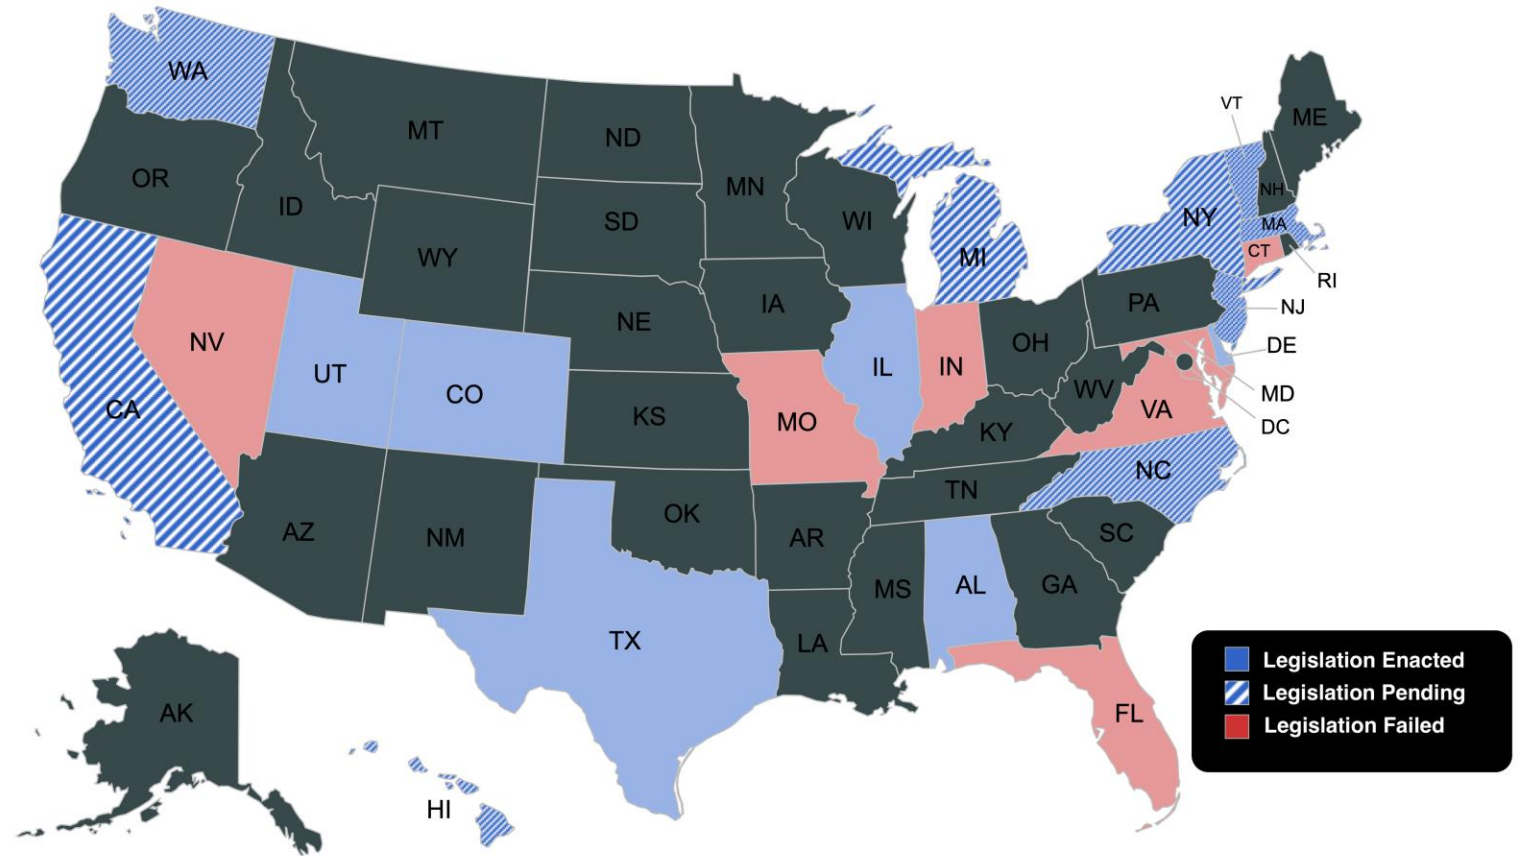 WA
MT
ND
MN
OR
ID
WY
SD
WI
MI
VT
ME
NH
NY
MA
CT
RI
NV
CA
UT
CO
NE
IA
IL
IN
OH
PA
NJ
DE
MD
DC
WV
VA
KS
MO
KY
NC
TN
AZ
NM
OK
AR
SC
MS
AL
GA
TX
LA
FL
AK
HI
Legislation Enacted
Legislation Pending
Legislation Failed